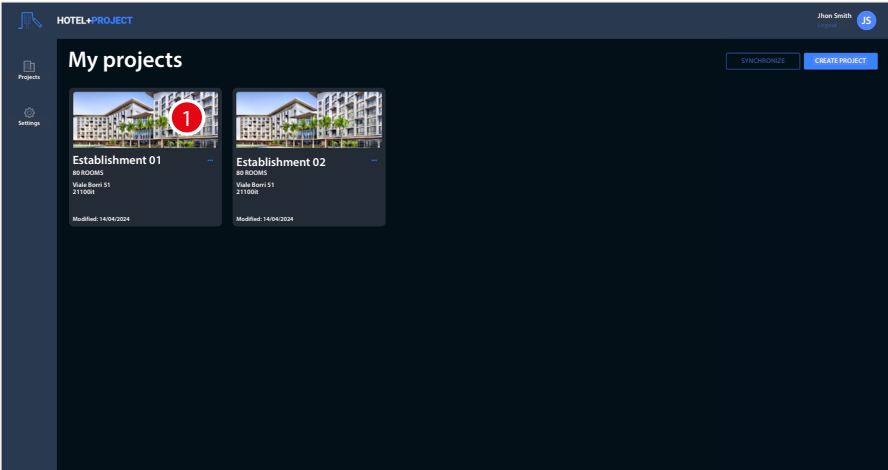 HOTEL+PROJECT
Jhon Smith
Logout
JS
Projects
Settings
My projects
SYNCHRONIZE
CREATE PROJECT
1
Establishment 01
...
80 ROOMS
Viale Borri 51
21100it
Modified: 14/04/2024
Establishment 02
...
80 ROOMS
Viale Borri 51
21100it
Modified: 14/04/2024